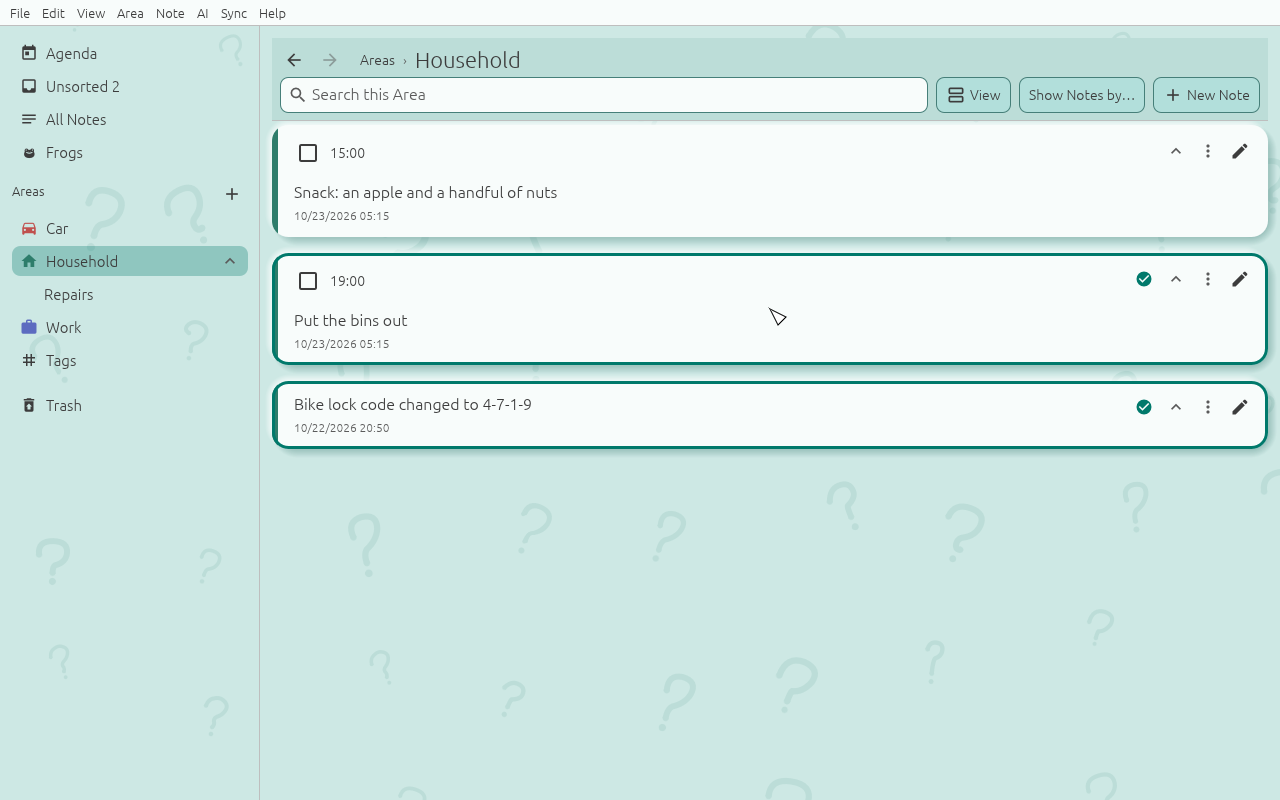 File Edit View Area Note AI Sync Help
Agenda
Unsorted 2
All Notes
Frogs
Areas
Car
Household
Repairs
Work
Tags
Trash
Areas › Household
Search this Area
View
Show Notes by...
New Note
15:00
Snack: an apple and a handful of nuts
10/23/2026 05:15
19:00
Put the bins out
10/23/2026 05:15
Bike lock code changed to 4-7-1-9
10/22/2026 20:50